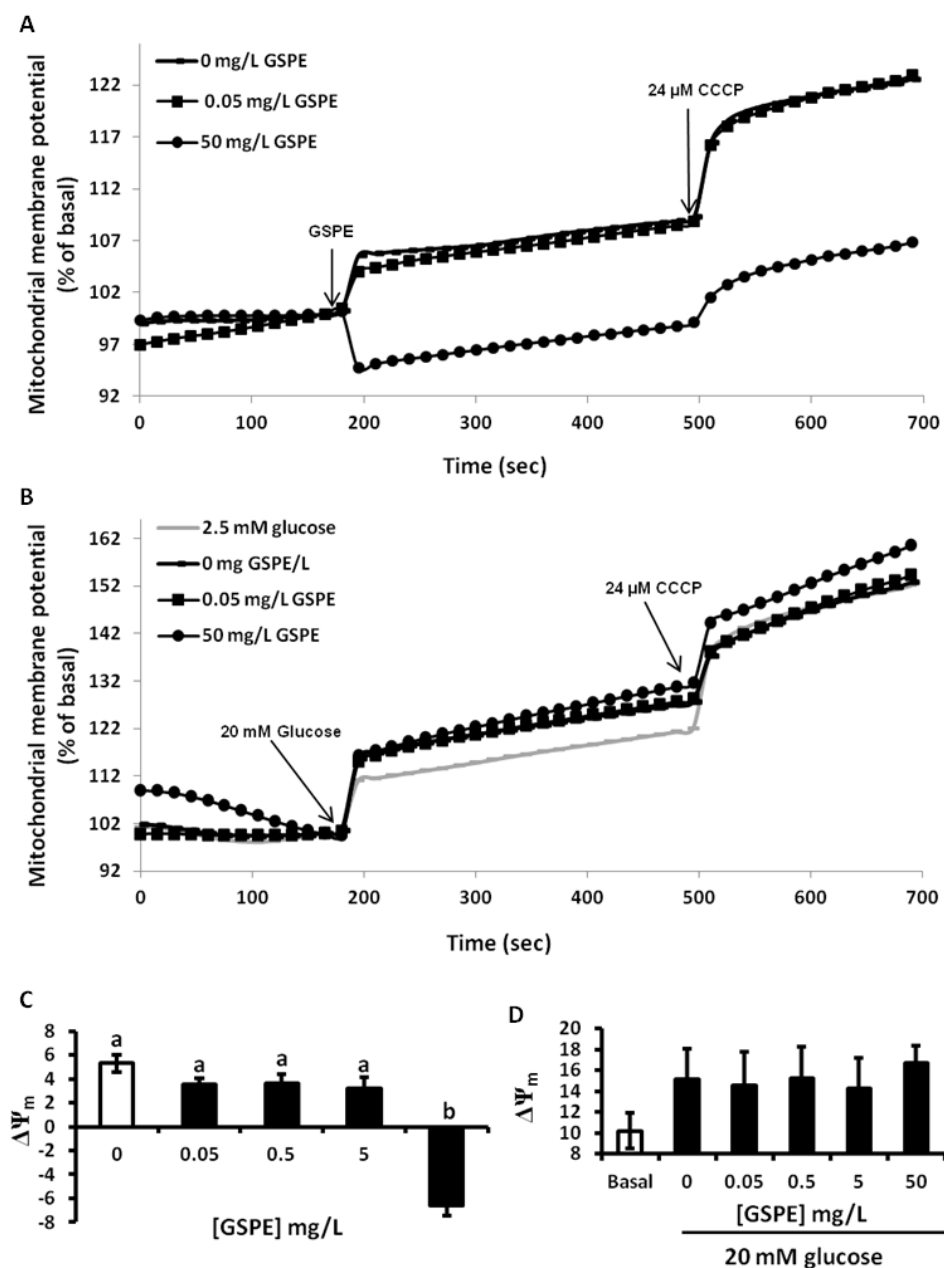 A
Mitochondrial membrane potential
(% of basal)
0 mg/L GSPE
0.05 mg/L GSPE
50 mg/L GSPE
GSPE
24 µM CCCP
122
117
112
107
102
97
92
0 100 200 300 400 500 600 700
Time (sec)
B
Mitochondrial membrane potential
(% of basal)
2.5 mM glucose
0 mg GSPE/L
0.05 mg/L GSPE
50 mg/L GSPE
20 mM Glucose
24 µM CCCP
162
152
142
132
122
112
102
92
0 100 200 300 400 500 600 700
Time (sec)
C
ΔΨm
8
6
4
2
0
-2
-4
-6
-8
a a a a b
0 0.05 0.5 5
[GSPE] mg/L
D
ΔΨm
20
18
16
14
12
10
8
Basal 0 0.05 0.5 5 50
[GSPE] mg/L
20 mM glucose